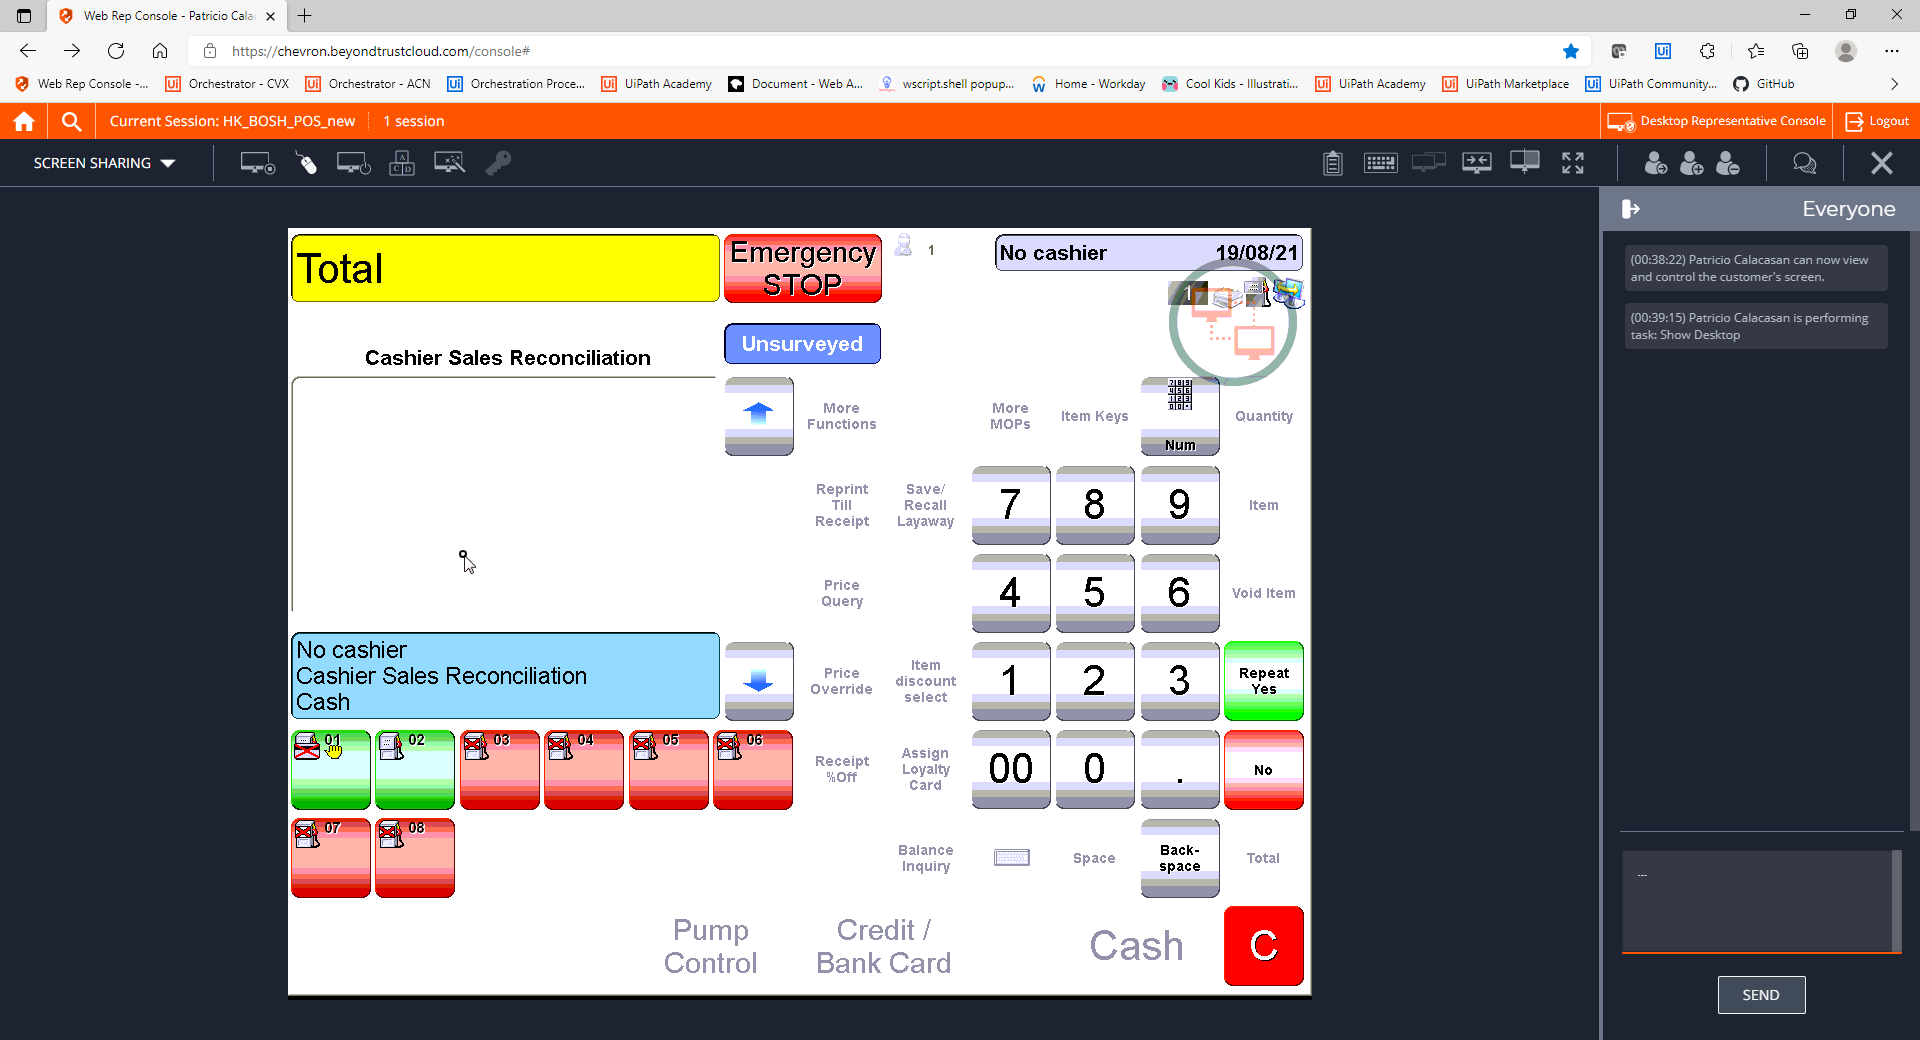 Web Rep Console - Patricio Cala
https://chevron.beyondtrustcloud.com/console#
Web Rep Console -...
Orchestrator - CVX
Orchestrator - ACN
Orchestration Proce...
UiPath Academy
Document - Web A...
wscript.shell popup...
Home - Workday
Cool Kids - Illustrati...
UiPath Academy
UiPath Marketplace
UiPath Community...
GitHub
Current Session: HK_BOSH_POS_new
1 session
Desktop Representative Console
Logout
SCREEN SHARING
Everyone
(00:38:22) Patricio Calacasan can now view
and control the customer's screen.
(00:39:15) Patricio Calacasan is performing
task: Show Desktop
Total
Emergency
STOP
1
No cashier 19/08/21
1
Unsurveyed
Cashier Sales Reconciliation
More
Functions
More
MOPs
Item Keys
Num
Quantity
Reprint
Till
Receipt
Save/
Recall
Layaway
7
8
9
Item
Price
Query
4
5
6
Void Item
No cashier
Cashier Sales Reconciliation
Cash
Price
Override
Item
discount
select
1
2
3
Repeat
Yes
01
02
03
04
05
06
Receipt
%Off
Assign
Loyalty
Card
00
0
.
No
07
08
Balance
Inquiry
Space
Back-
space
Total
Pump
Control
Credit /
Bank Card
Cash
C
...
SEND